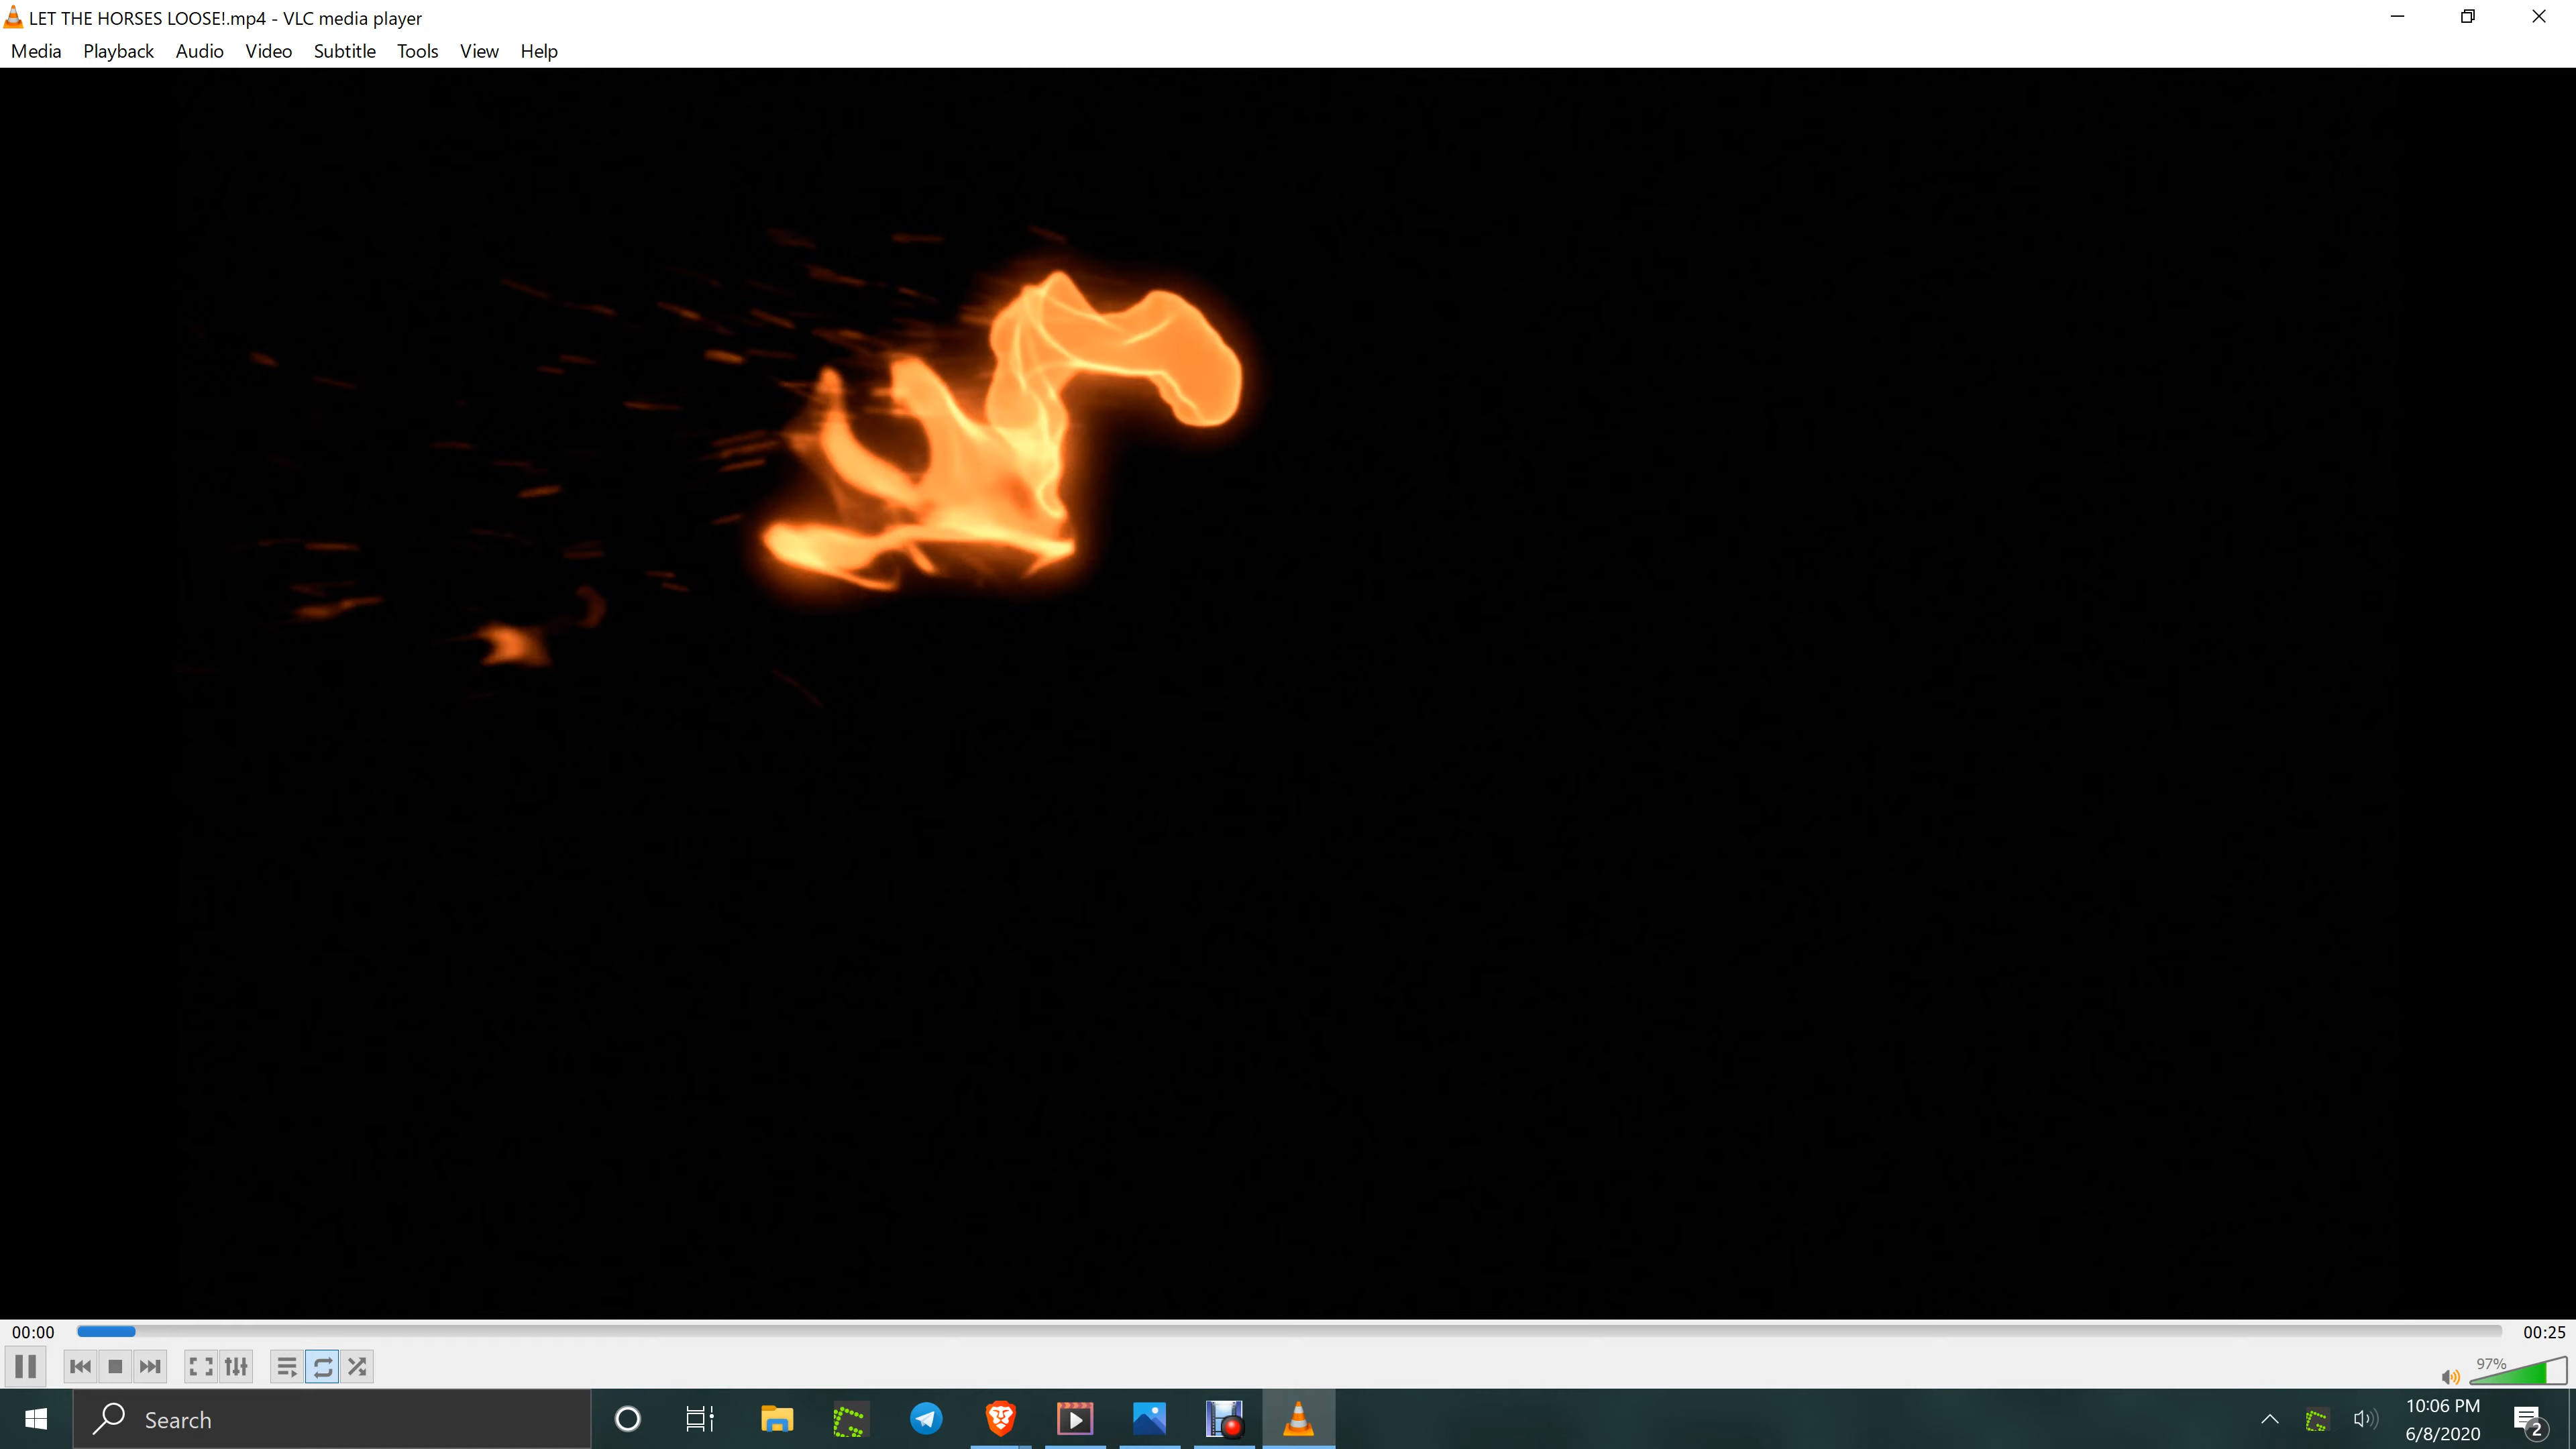 LET THE HORSES LOOSE!.mp4 - VLC media player
Media Playback Audio Video Subtitle Tools View Help
00:00
00:25
97%
Search
10:06 PM
6/8/2020
2